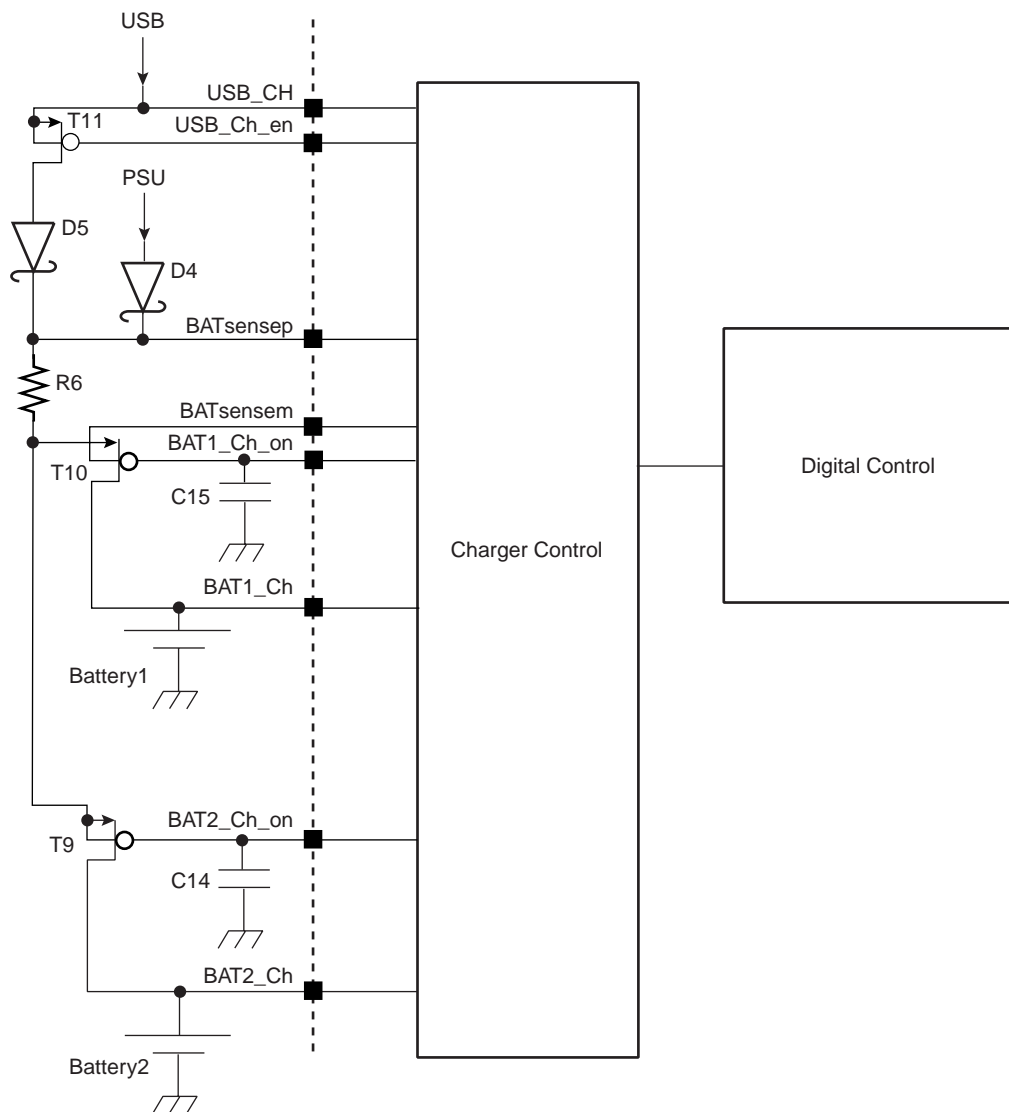 USB
USB_CH
T11
USB_Ch_en
PSU
D5
D4
BATsensep
R6
BATsensem
BAT1_Ch_on
T10
C15
Charger Control
Digital Control
BAT1_Ch
Battery1
BAT2_Ch_on
T9
C14
BAT2_Ch
Battery2